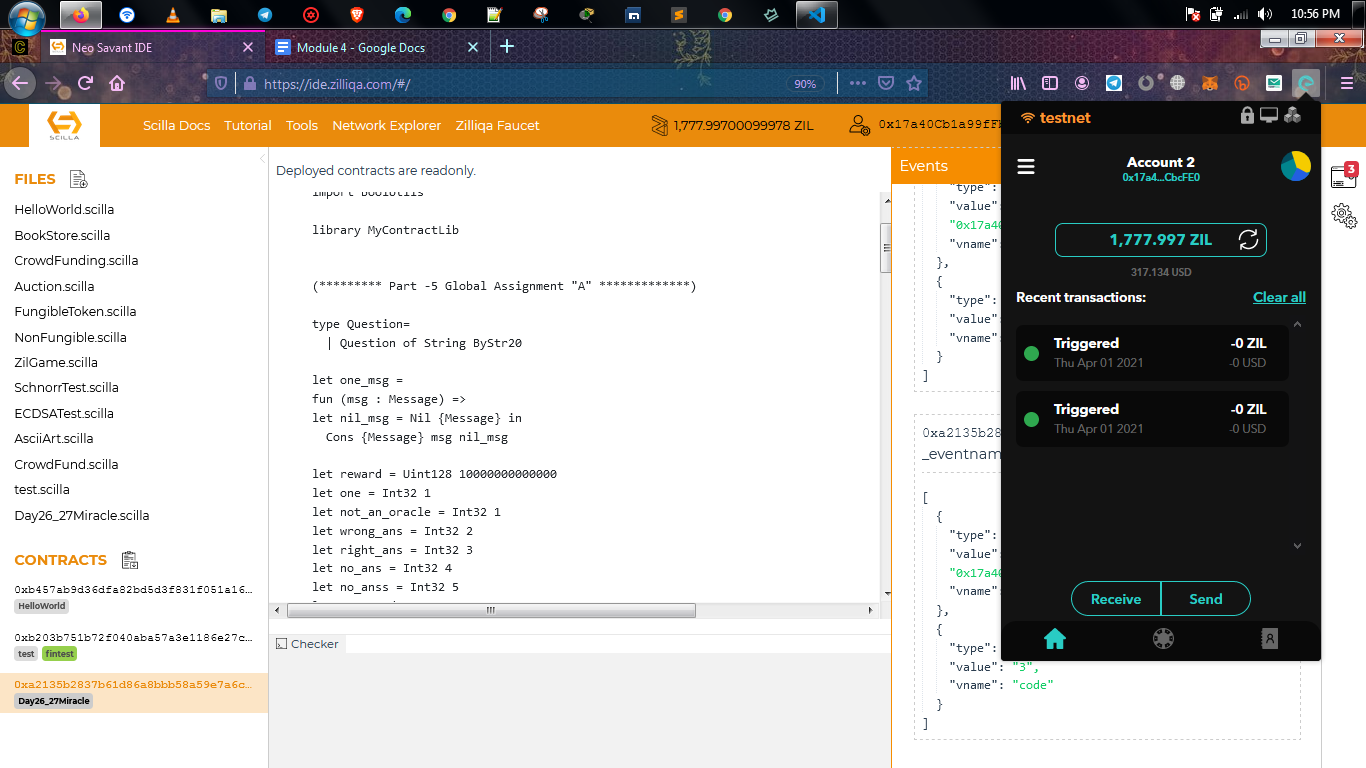 10:56 PM
Neo Savant IDE
Module 4 - Google Docs
https://ide.zilliqa.com/#/
90%
SCILLA
Scilla Docs
Tutorial
Tools
Network Explorer
Zilliqa Faucet
1,777.99700099978 ZIL
0x17a40Cb1a99fF
FILES
HelloWorld.scilla
BookStore.scilla
CrowdFunding.scilla
Auction.scilla
FungibleToken.scilla
NonFungible.scilla
ZilGame.scilla
SchnorrTest.scilla
ECDSATest.scilla
AsciiArt.scilla
CrowdFund.scilla
test.scilla
Day26_27Miracle.scilla
CONTRACTS
0xb457ab9d36dfa82bd5d3f831f051a16...
HelloWorld
0xb203b751b72f040aba57a3e1186e27c...
test fintest
0xa2135b2837b61d86a8bbb58a59e7a6c...
Day26_27Miracle
Deployed contracts are readonly.
import BoolUtils
library MyContractLib
(********* Part -5 Global Assignment "A" *************)
type Question=
| Question of String ByStr20
let one_msg =
fun (msg : Message) =>
let nil_msg = Nil {Message} in
Cons {Message} msg nil_msg
let reward = Uint128 10000000000000
let one = Int32 1
let not_an_oracle = Int32 1
let wrong_ans = Int32 2
let right_ans = Int32 3
let no_ans = Int32 4
let no_anss = Int32 5
Checker
Events
"type":
"value":
"0x17a40
"vname":
},
{
"type":
"value":
"vname":
}
]
0xa2135b28
_eventnam
[
{
"type":
"value":
"0x17a40
"vname":
},
{
"type":
"value": "3",
"vname": "code"
}
]
testnet
Account 2
0x17a4...CbcFE0
1,777.997 ZIL
317.134 USD
Recent transactions:
Clear all
Triggered
-0 ZIL
Thu Apr 01 2021
-0 USD
Triggered
-0 ZIL
Thu Apr 01 2021
-0 USD
Receive
Send
3